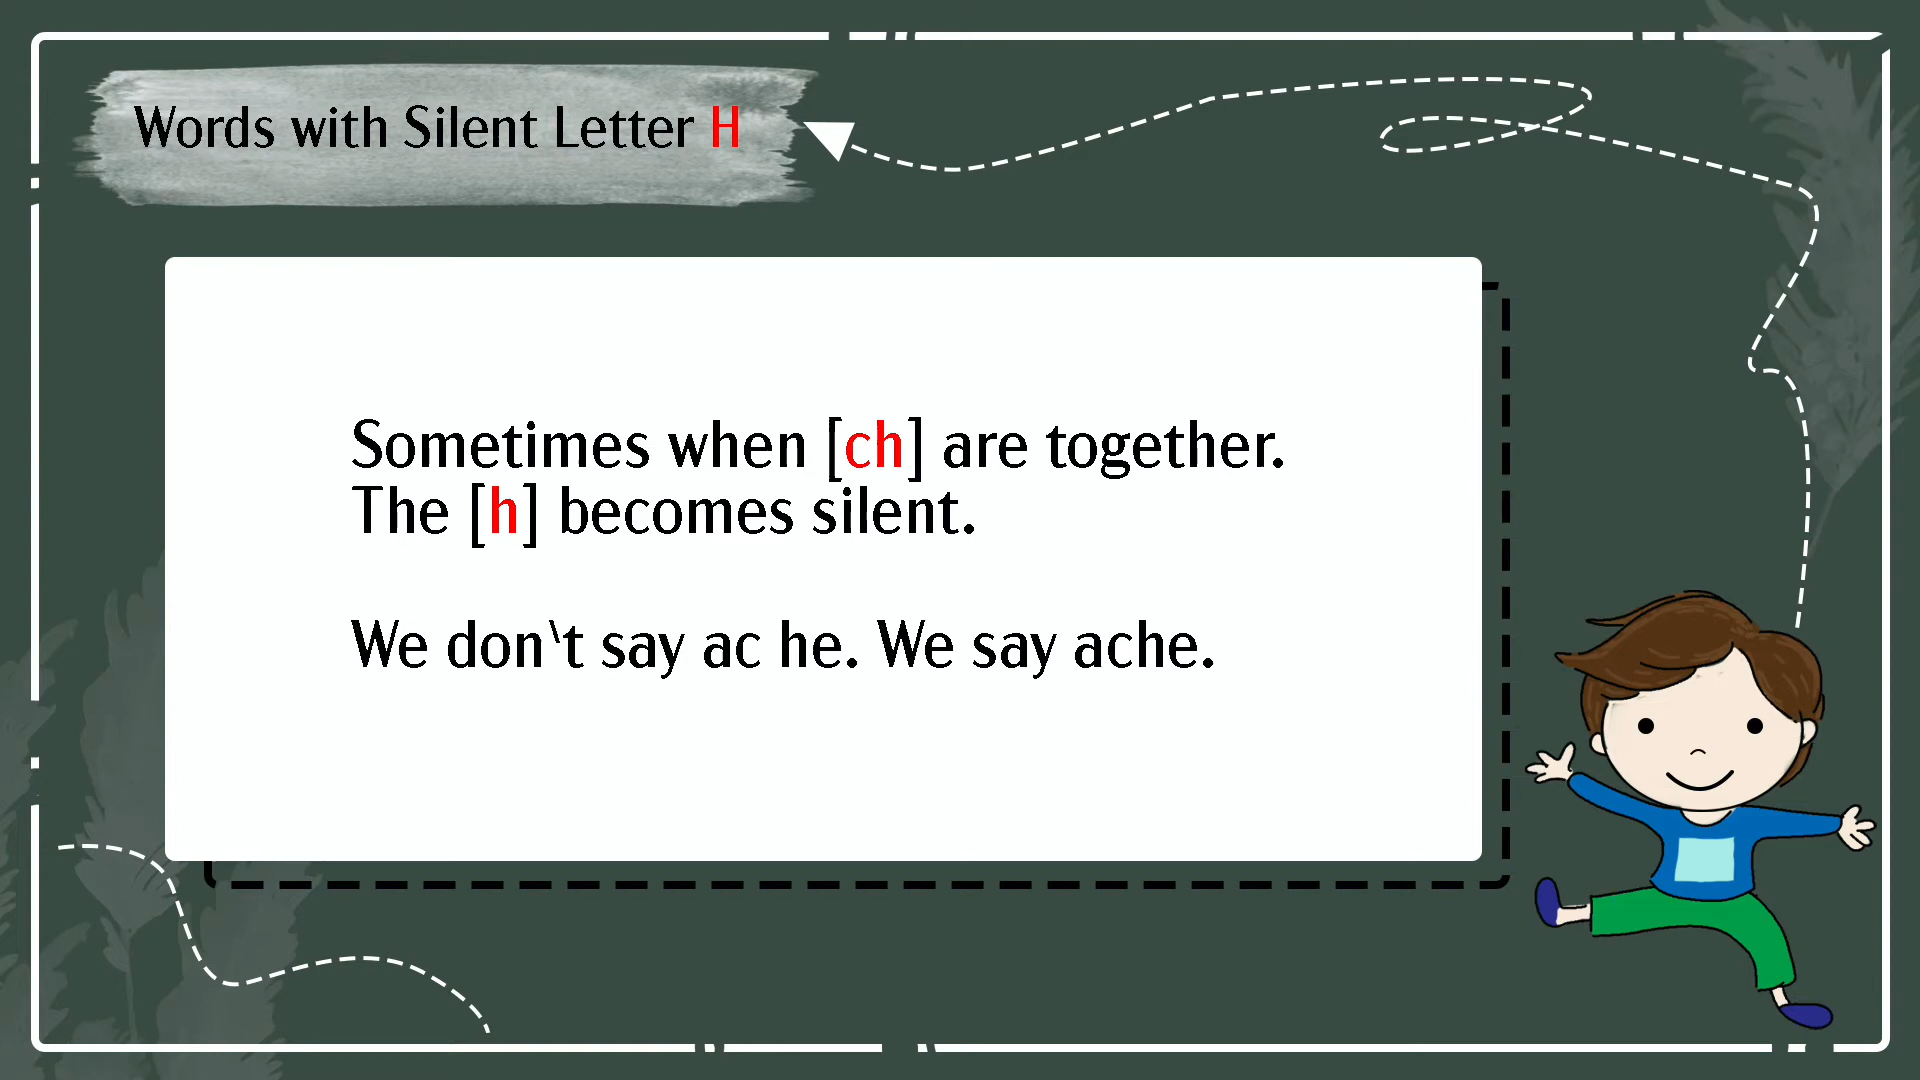 Words with Silent Letter H
Sometimes when [ch] are together.
The [h] becomes silent.
We don't say ac he. We say ache.